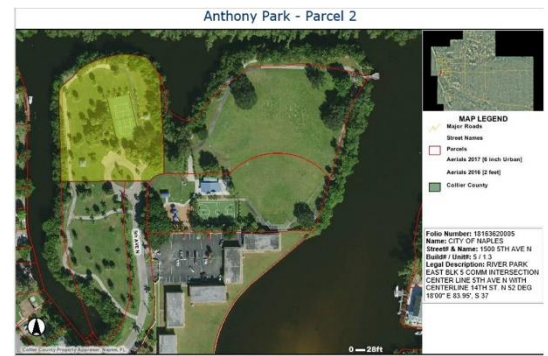 Anthony Park - Parcel 2
MAP LEGEND
Major Roads
Street Names
Parcels
Aerials 2017 [6 inch Urban]
Aerials 2016 [2 feet]
Collier County
5th AVE N
Folio Number: 18163620005
Name: CITY OF NAPLES
Street# & Name: 1500 5TH AVE N
Build# / Unit#: 5 / 1.3
Legal Description: RIVER PARK
EAST BLK 5 COMM INTERSECTION
CENTER LINE 5TH AVE N WITH
CENTERLINE 14TH ST. N 52 DEG
18'00" E 83.95', S 37
0 28ft
Collier County Property Appraiser, Naples, FL